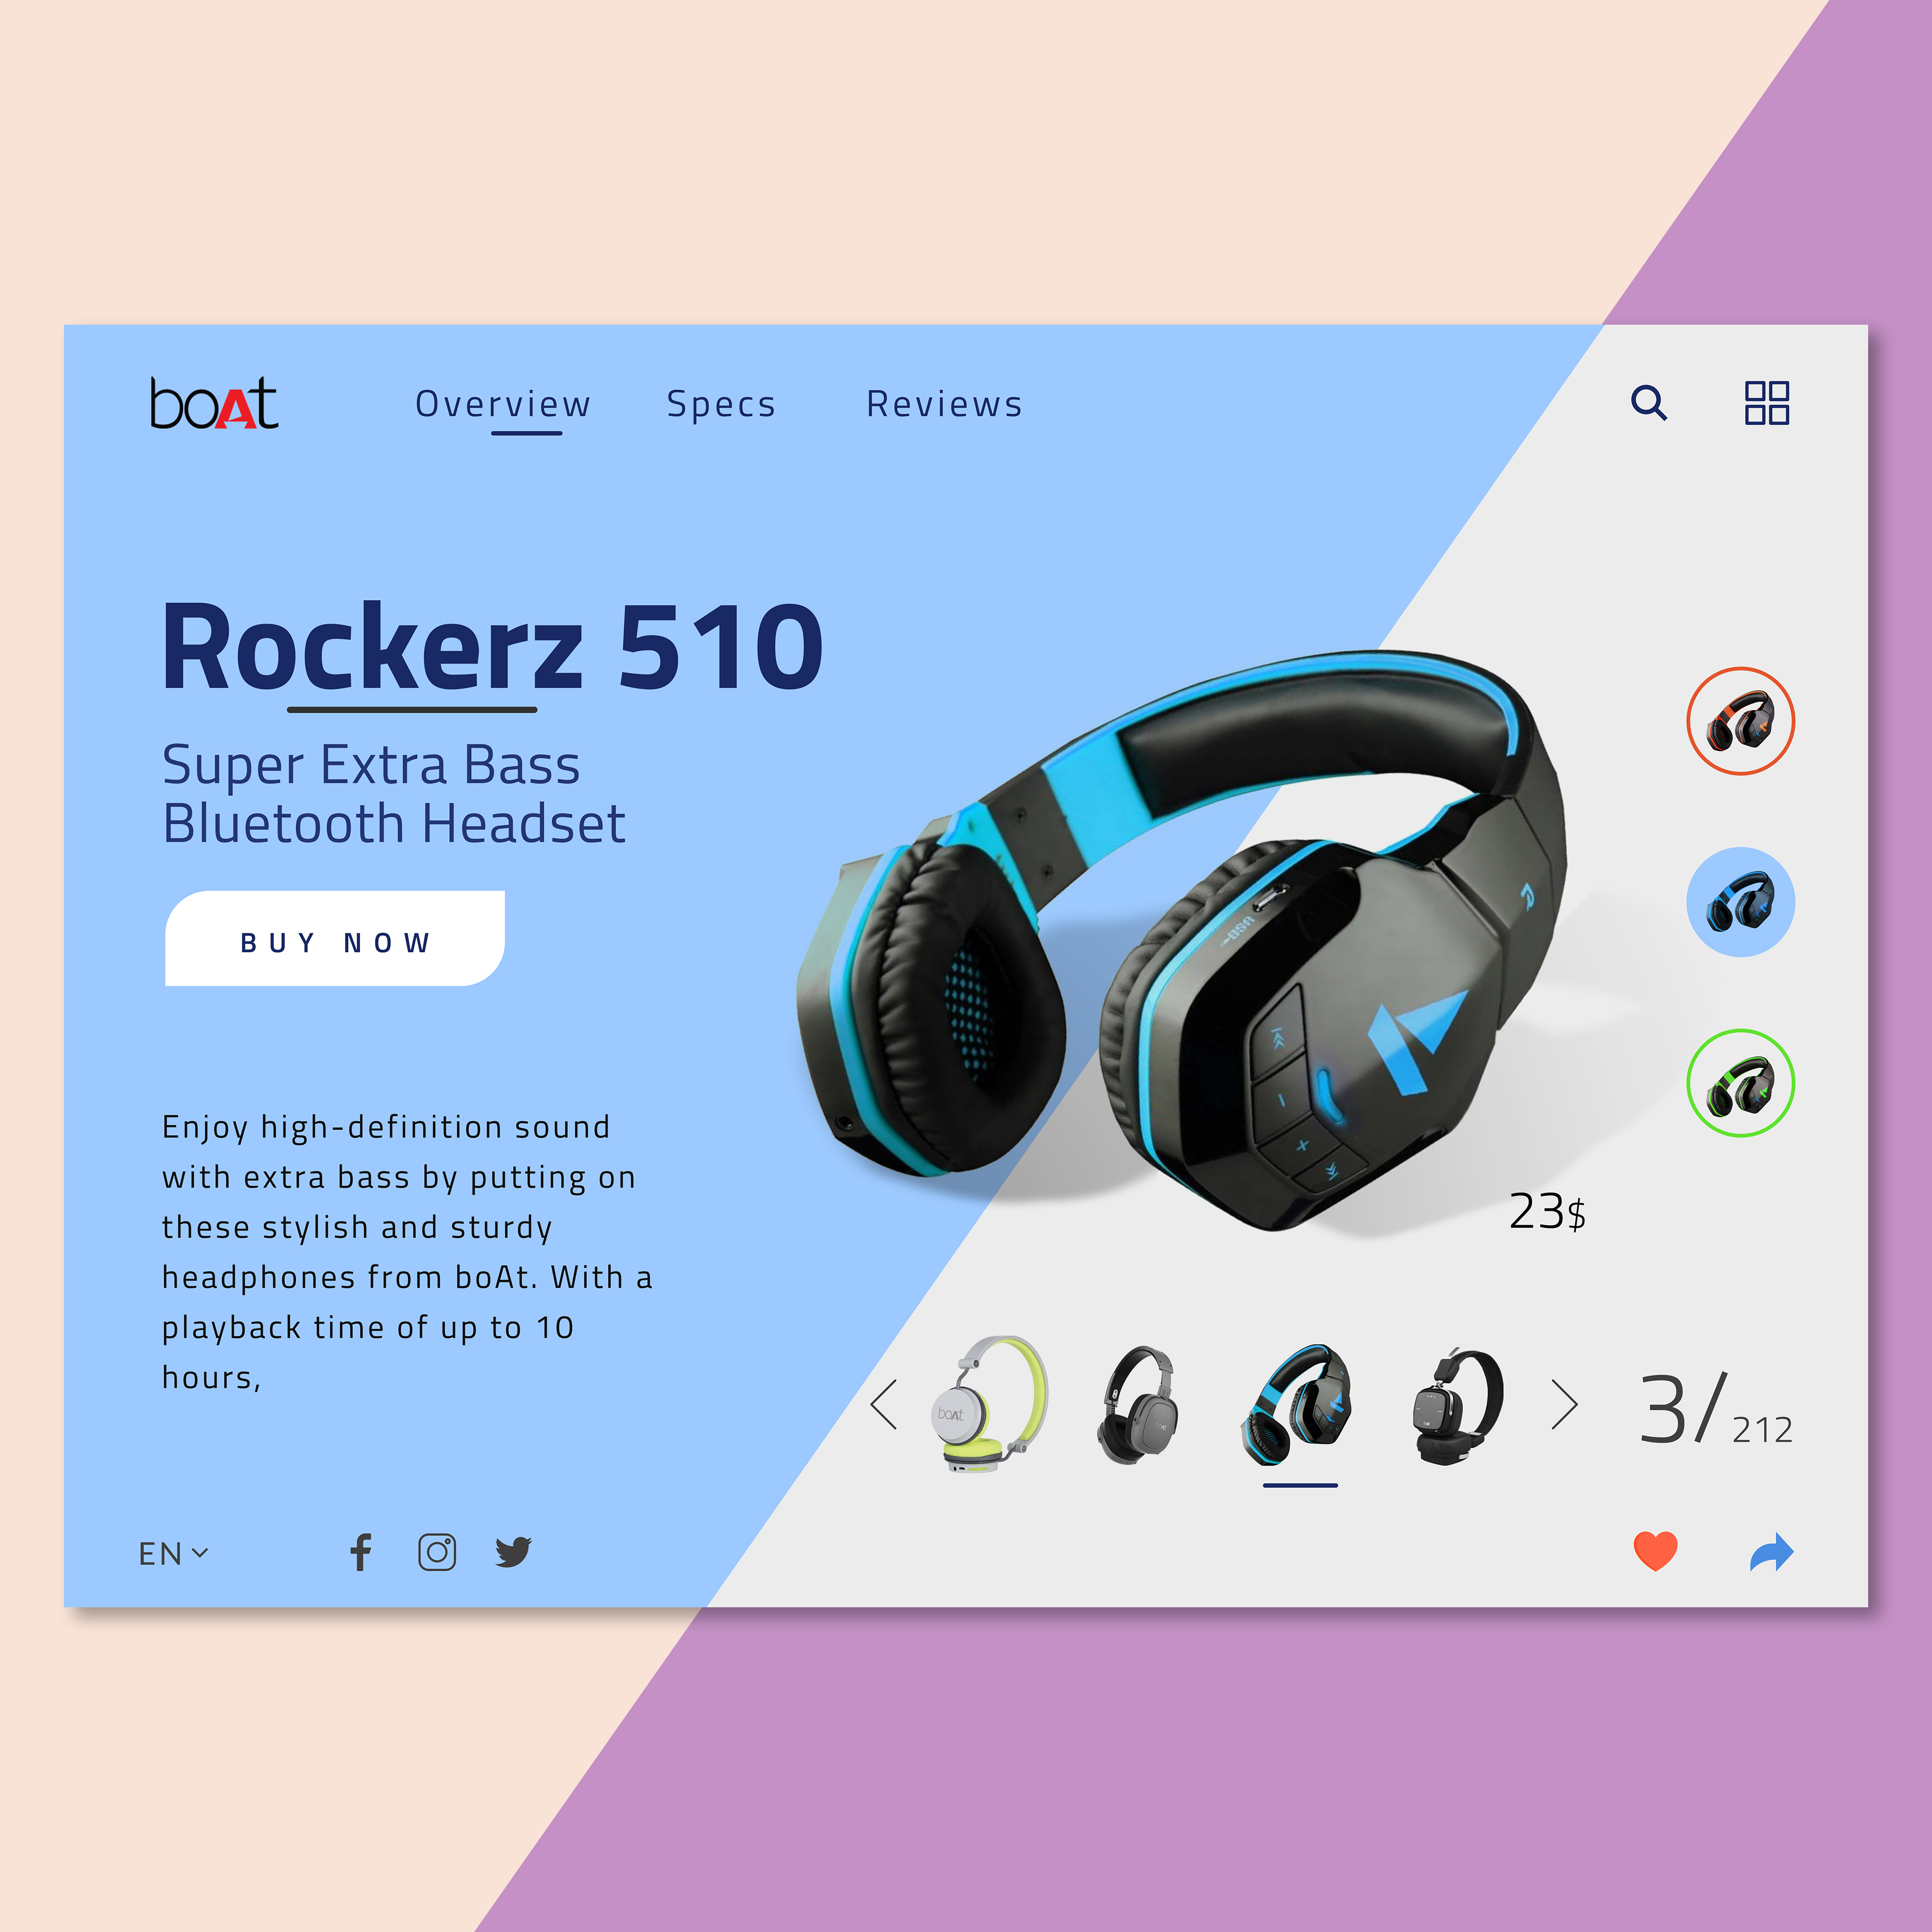 boAt
Overview Specs Reviews
Rockerz 510
Super Extra Bass
Bluetooth Headset
BUY NOW
Enjoy high-definition sound
with extra bass by putting on
these stylish and sturdy
headphones from boAt. With a
playback time of up to 10
hours,
USB
23$
boAt
3/212
EN